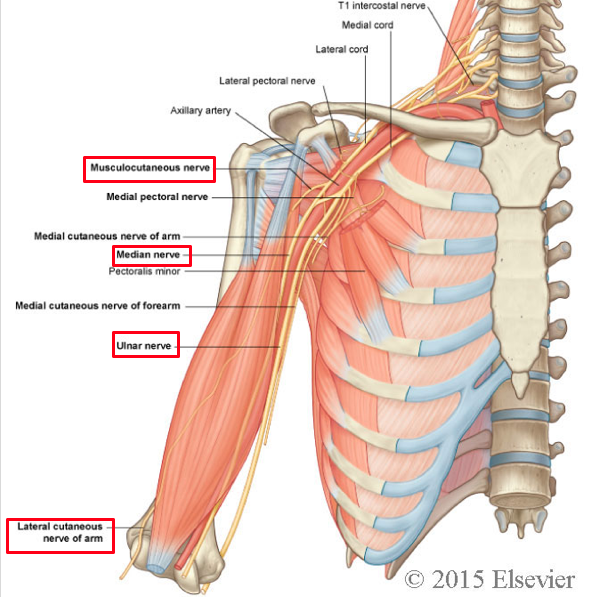 T1 intercostal nerve
Medial cord
Lateral cord
Lateral pectoral nerve
Axillary artery
Musculocutaneous nerve
Medial pectoral nerve
Medial cutaneous nerve of arm
Median nerve
Pectoralis minor
Medial cutaneous nerve of forearm
Ulnar nerve
Lateral cutaneous
nerve of arm
© 2015 Elsevier